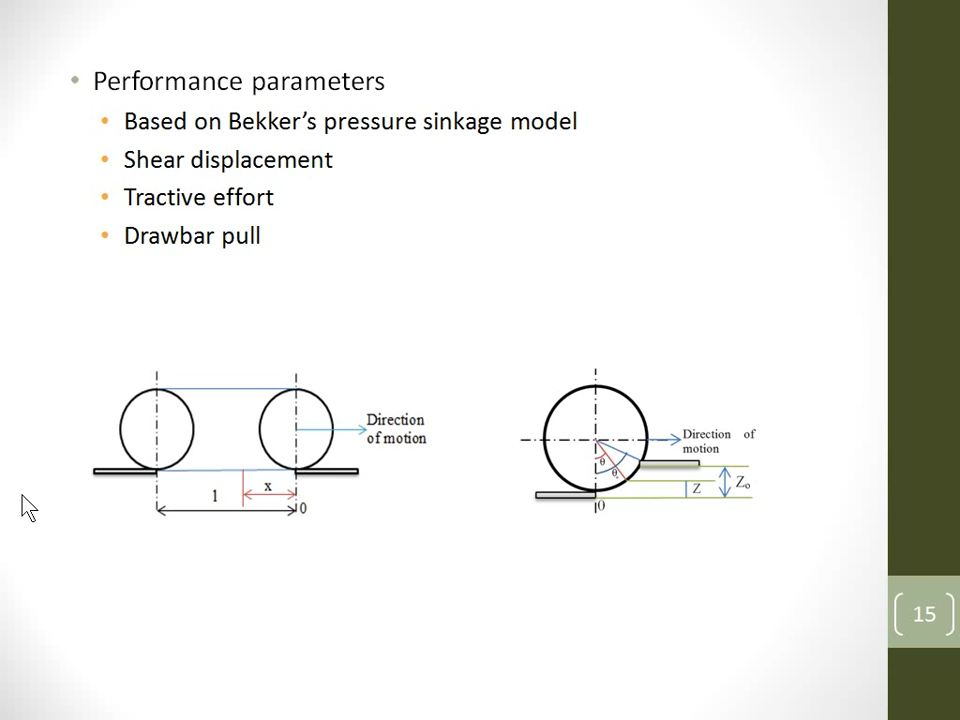 Performance parameters
Based on Bekker's pressure sinkage model
Shear displacement
Tractive effort
Drawbar pull
Direction
of motion
x
l
0
Direction of
motion
θ
θ₀
Z₀
Z
0
15